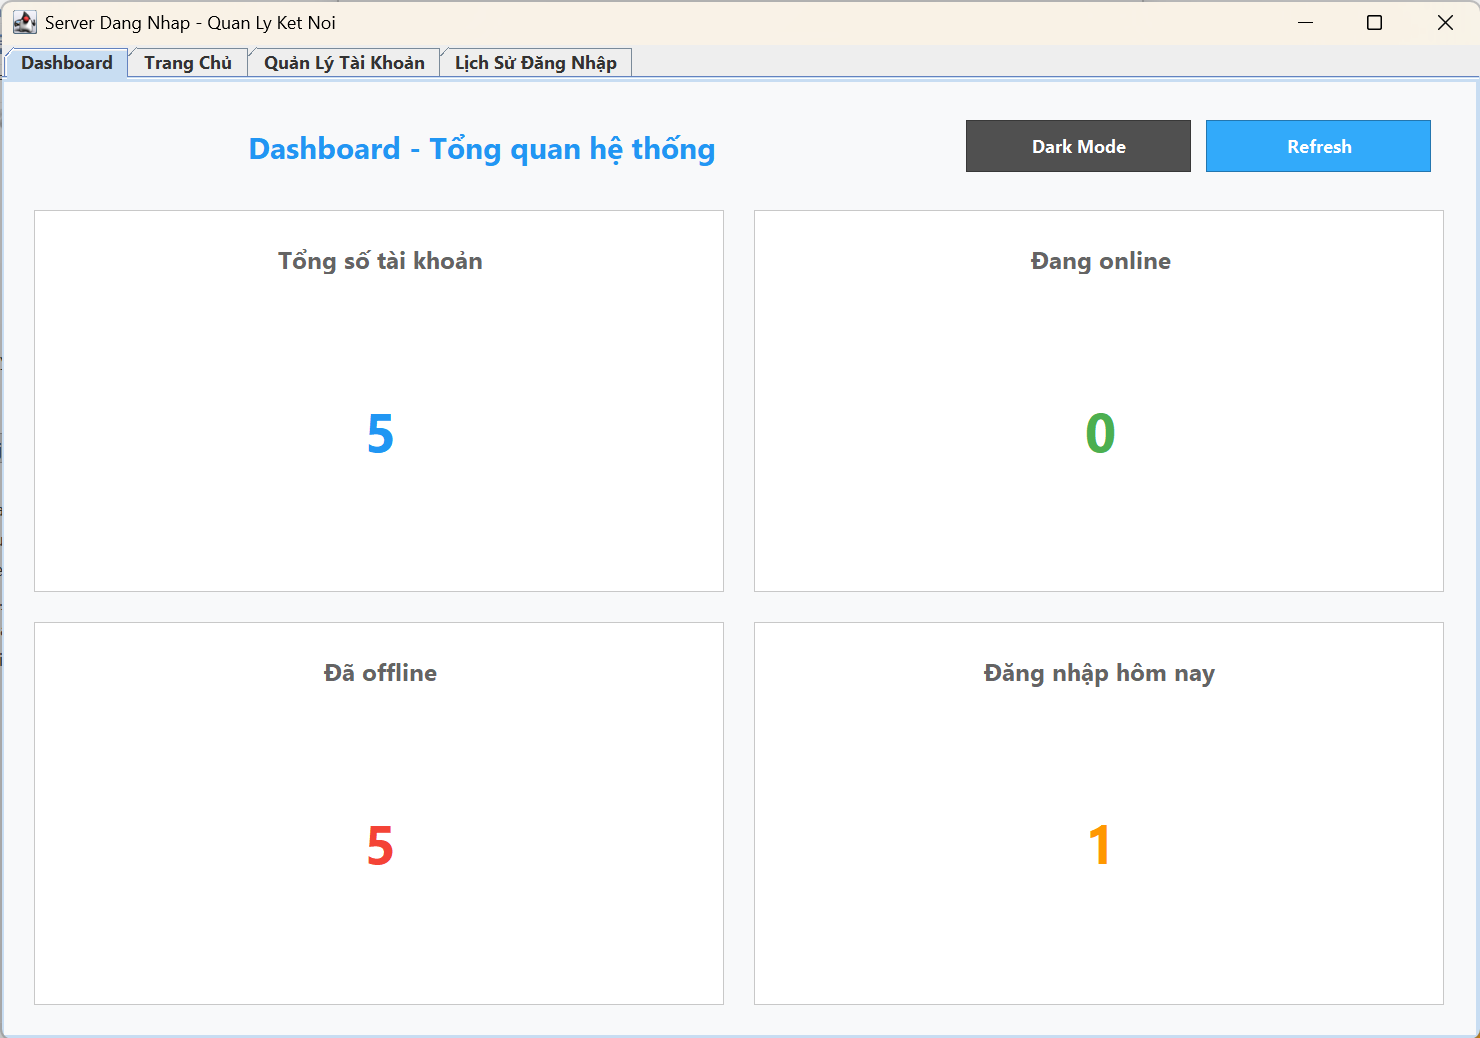 Server Dang Nhap - Quan Ly Ket Noi
Dashboard Trang Chủ Quản Lý Tài Khoản Lịch Sử Đăng Nhập
Dashboard - Tổng quan hệ thống Dark Mode Refresh
Tổng số tài khoản
5
Đang online
0
Đã offline
5
Đăng nhập hôm nay
1